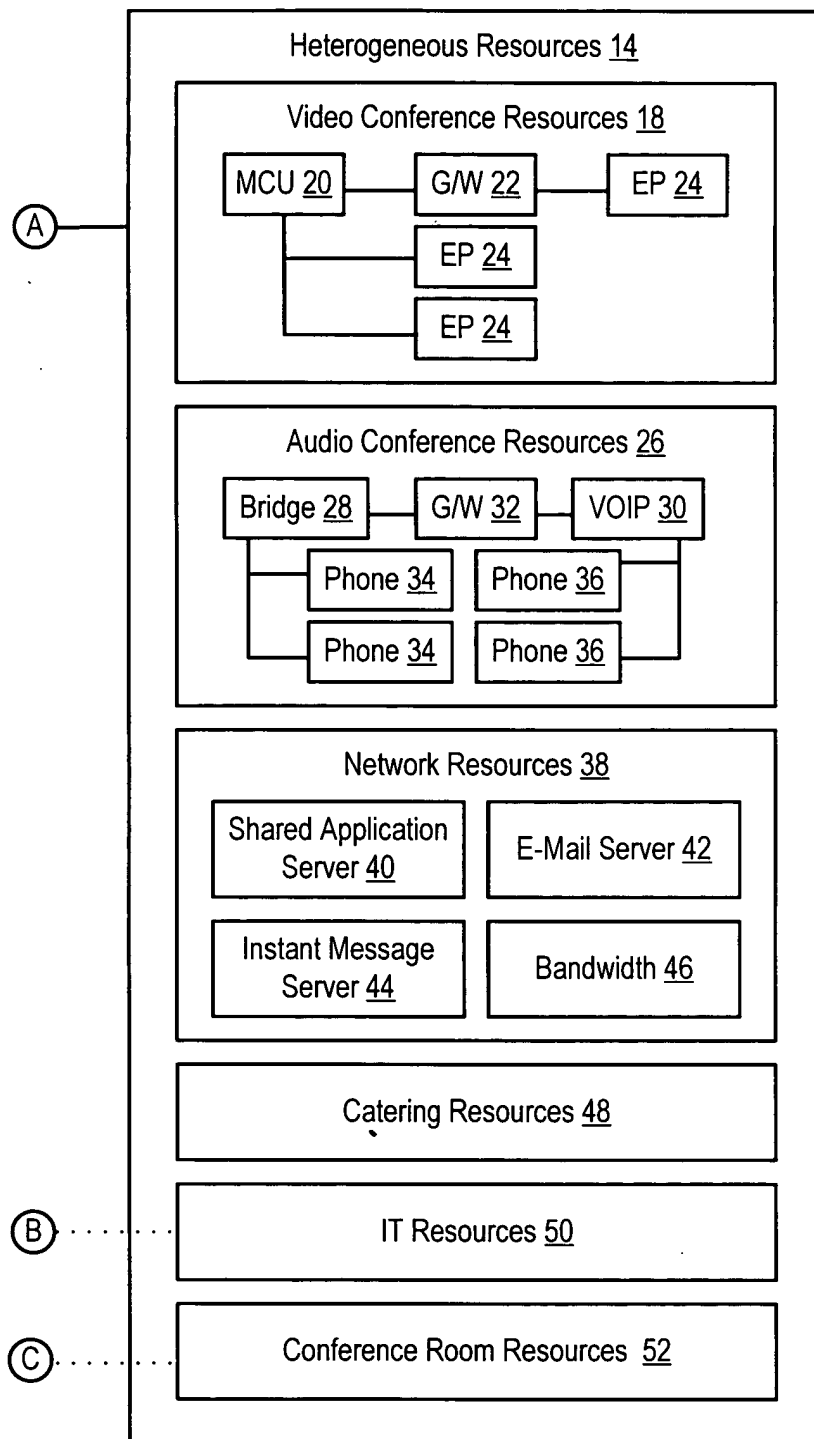 Heterogeneous Resources 14
Video Conference Resources 18
MCU 20
G/W 22
EP 24
A
EP 24
EP 24
Audio Conference Resources 26
Bridge 28
G/W 32
VOIP 30
Phone 34
Phone 36
Phone 34
Phone 36
Network Resources 38
Shared Application
Server 40
E-Mail Server 42
Instant Message
Server 44
Bandwidth 46
Catering Resources 48
B
IT Resources 50
C
Conference Room Resources 52